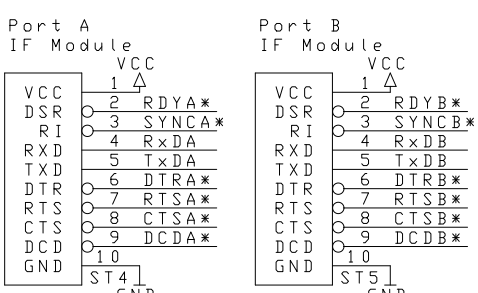 Port A
IF Module
VCC
VCC 1
DSR 2 RDYA*
RI 3 SYNCA*
RXD 4 RxDA
TXD 5 TxDA
DTR 6 DTRA*
RTS 7 RTSA*
CTS 8 CTSA*
DCD 9 DCDA*
GND 10
ST4
GND
Port B
IF Module
VCC
VCC 1
DSR 2 RDYB*
RI 3 SYNCB*
RXD 4 RxDB
TXD 5 TxDB
DTR 6 DTRB*
RTS 7 RTSB*
CTS 8 CTSB*
DCD 9 DCDB*
GND 10
ST5
GND